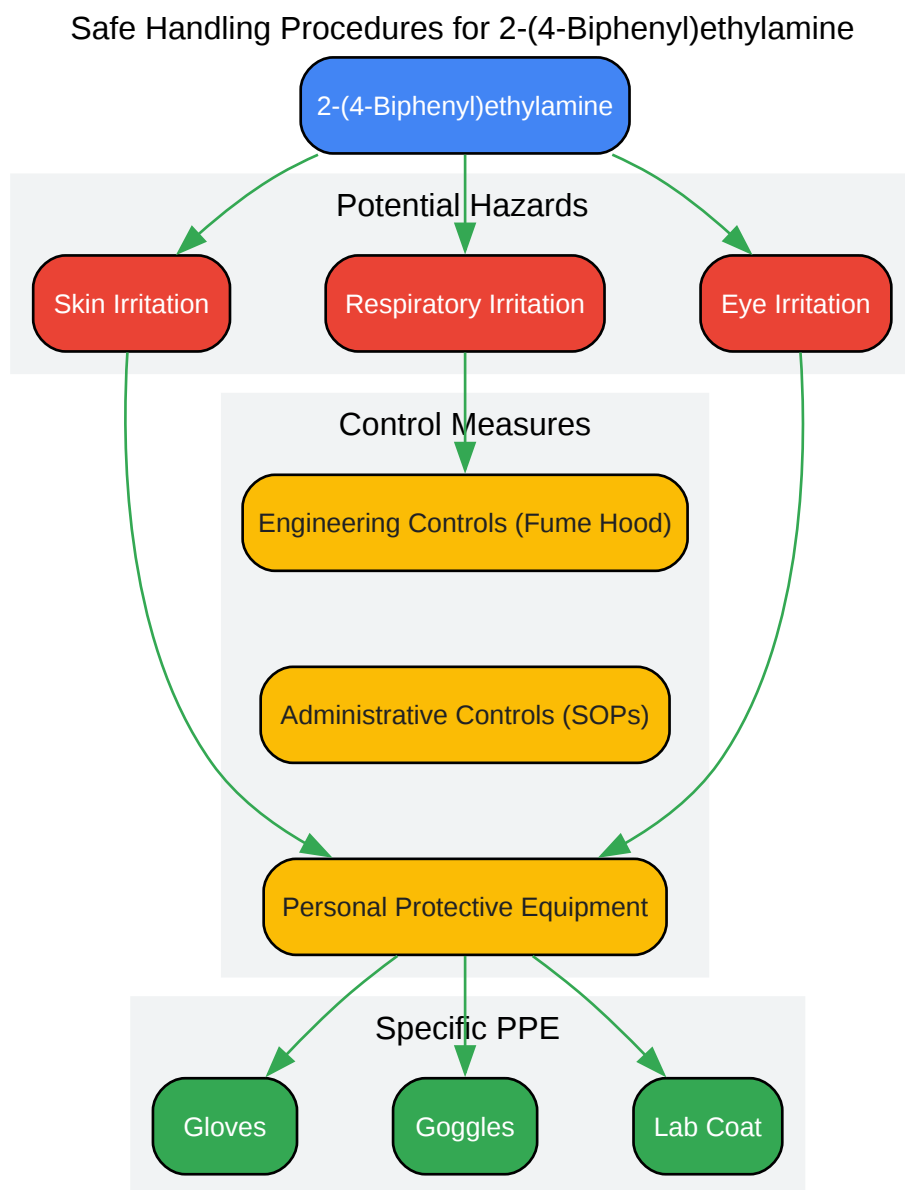 Safe Handling Procedures for 2-(4-Biphenyl)ethylamine
2-(4-Biphenyl)ethylamine
Potential Hazards
Skin Irritation
Respiratory Irritation
Eye Irritation
Control Measures
Engineering Controls (Fume Hood)
Administrative Controls (SOPs)
Personal Protective Equipment
Specific PPE
Gloves
Goggles
Lab Coat